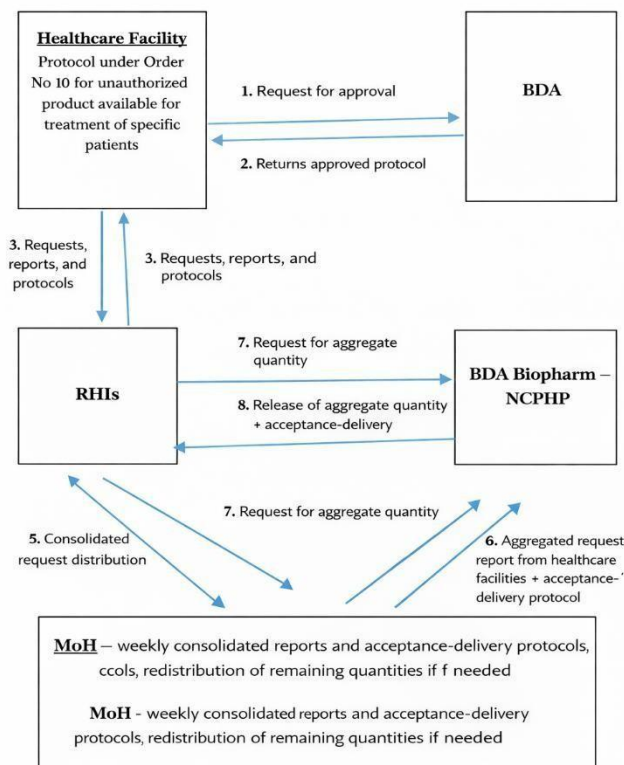 Healthcare Facility
Protocol under Order
No 10 for unauthorized
product available for
treatment of specific
patients
1. Request for approval
BDA
2. Returns approved protocol
3. Requests,
reports, and
protocols
3. Requests, reports, and
protocols
RHIs
7. Request for aggregate
quantity
8. Release of aggregate quantity
+ acceptance-delivery
BDA Biopharm –
NCPHP
5. Consolidated
request distribution
7. Request for aggregate quantity
6. Aggregated request
report from healthcare
facilities + acceptance-
delivery protocol
MoH – weekly consolidated reports and acceptance-delivery protocols,
ccols, redistribution of remaining quantities if f needed
MoH - weekly consolidated reports and acceptance-delivery
protocols, redistribution of remaining quantities if needed